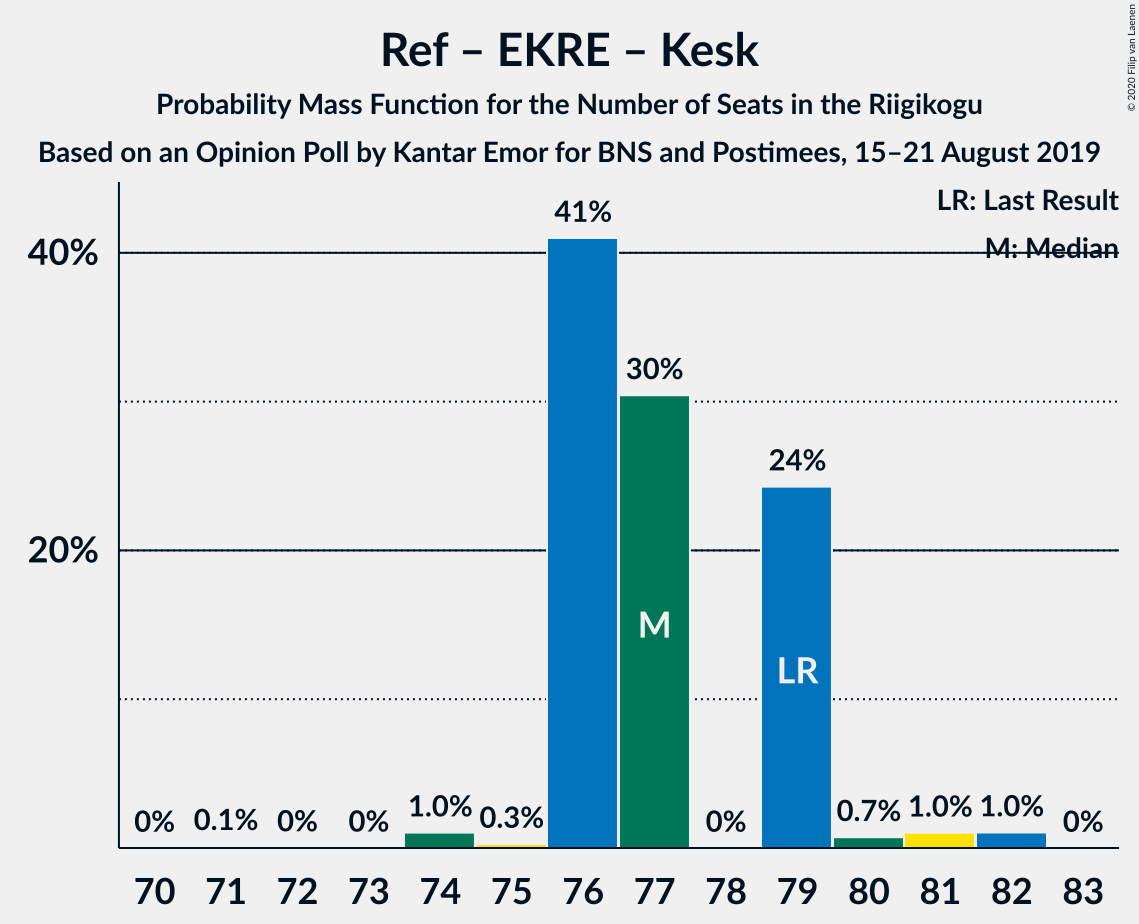 Ref – EKRE – Kesk
Probability Mass Function for the Number of Seats in the Riigikogu
Based on an Opinion Poll by Kantar Emor for BNS and Postimees, 15–21 August 2019
© 2020 Filip van Laenen
LR: Last Result
M: Median
40%
20%
41%
30%
24%
M
LR
0% 0.1% 0% 0% 1.0% 0.3% 0% 0.7% 1.0% 1.0% 0%
70 71 72 73 74 75 76 77 78 79 80 81 82 83